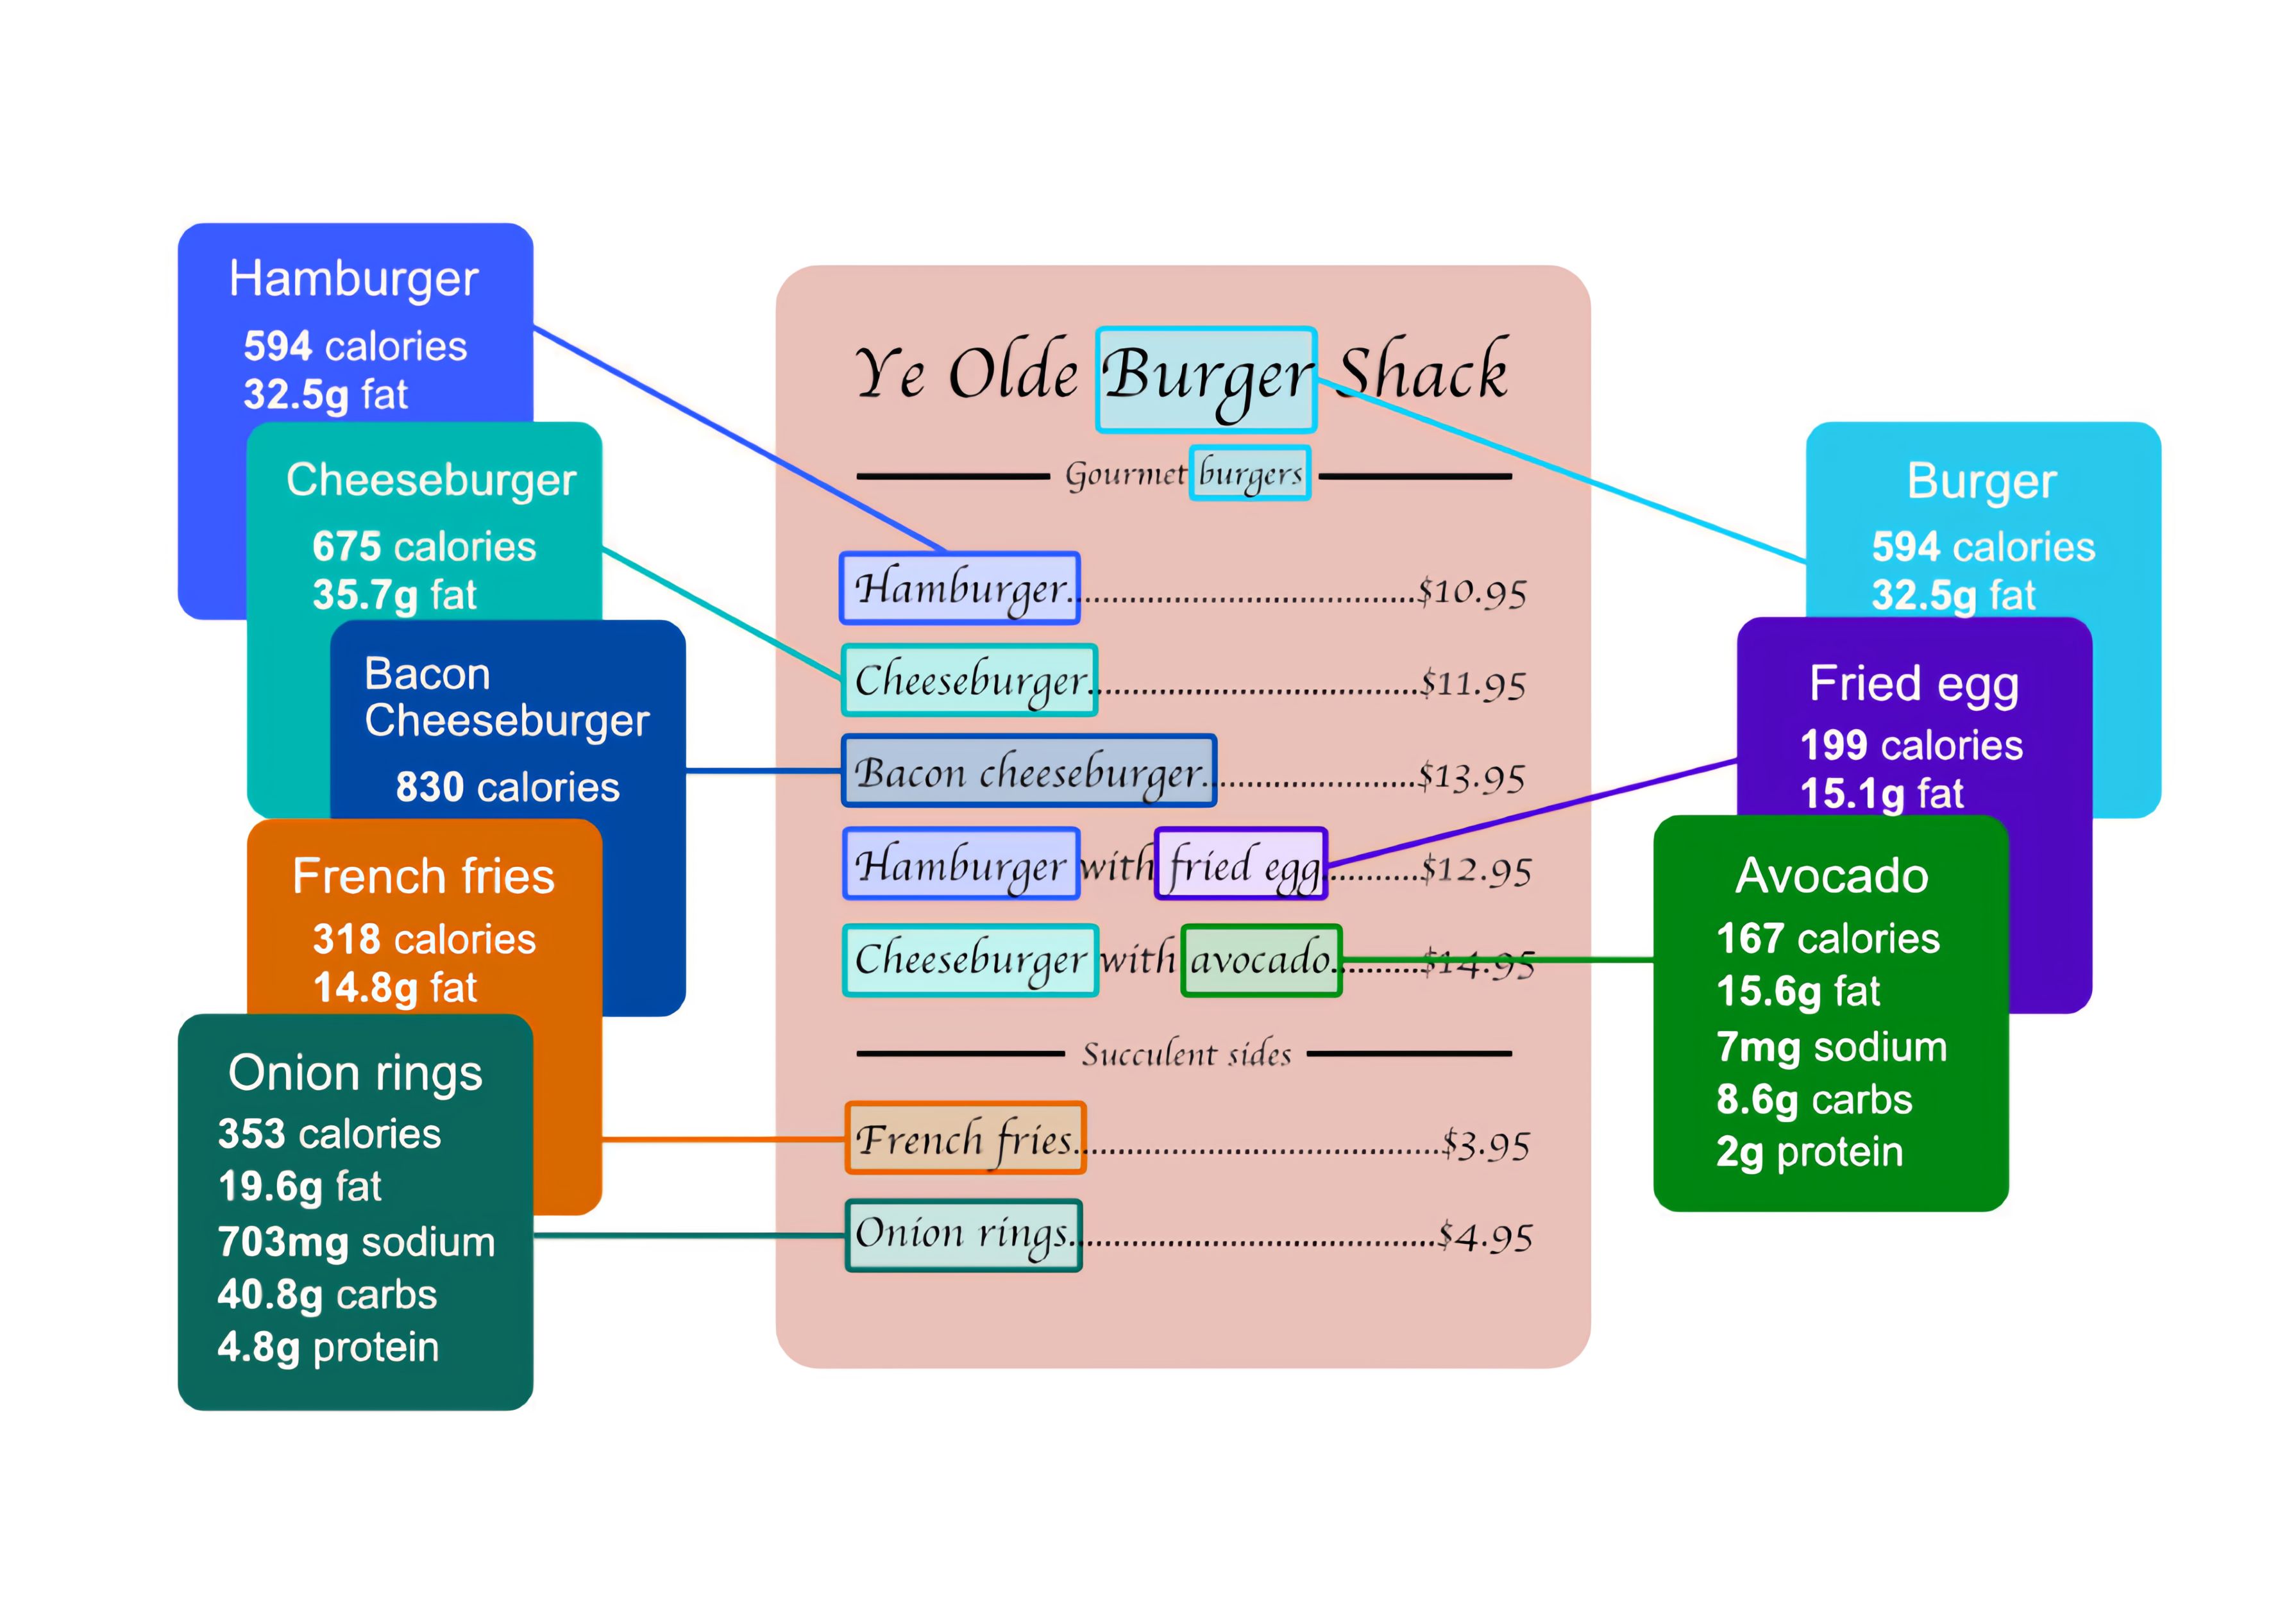 Hamburger
594 calories
32.5g fat
Cheeseburger
675 calories
35.7g fat
Bacon
Cheeseburger
830 calories
French fries
318 calories
14.8g fat
Onion rings
353 calories
19.6g fat
703mg sodium
40.8g carbs
4.8g protein
Ye Olde Burger Shack
Gourmet burgers
Hamburger....................................$10.95
Cheeseburger..................................$11.95
Bacon cheeseburger......................$13.95
Hamburger with fried egg..........$12.95
Cheeseburger with avocado..........$14.95
Succulent sides
French fries.....................................$3.95
Onion rings.....................................$4.95
Burger
594 calories
32.5g fat
Fried egg
199 calories
15.1g fat
Avocado
167 calories
15.6g fat
7mg sodium
8.6g carbs
2g protein